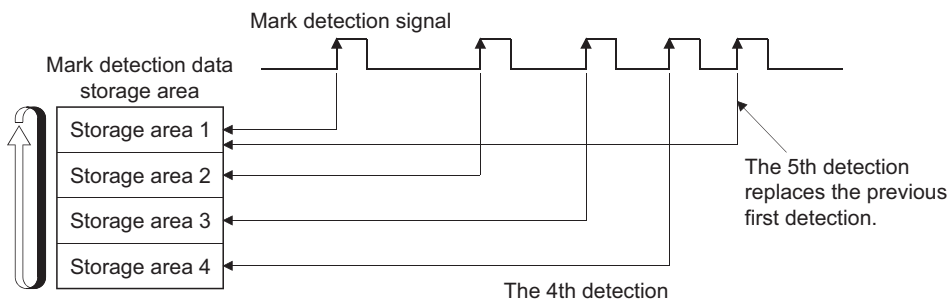 Mark detection signal
Mark detection data
storage area
Storage area 1
Storage area 2
Storage area 3
Storage area 4
The 5th detection
replaces the previous
first detection.
The 4th detection